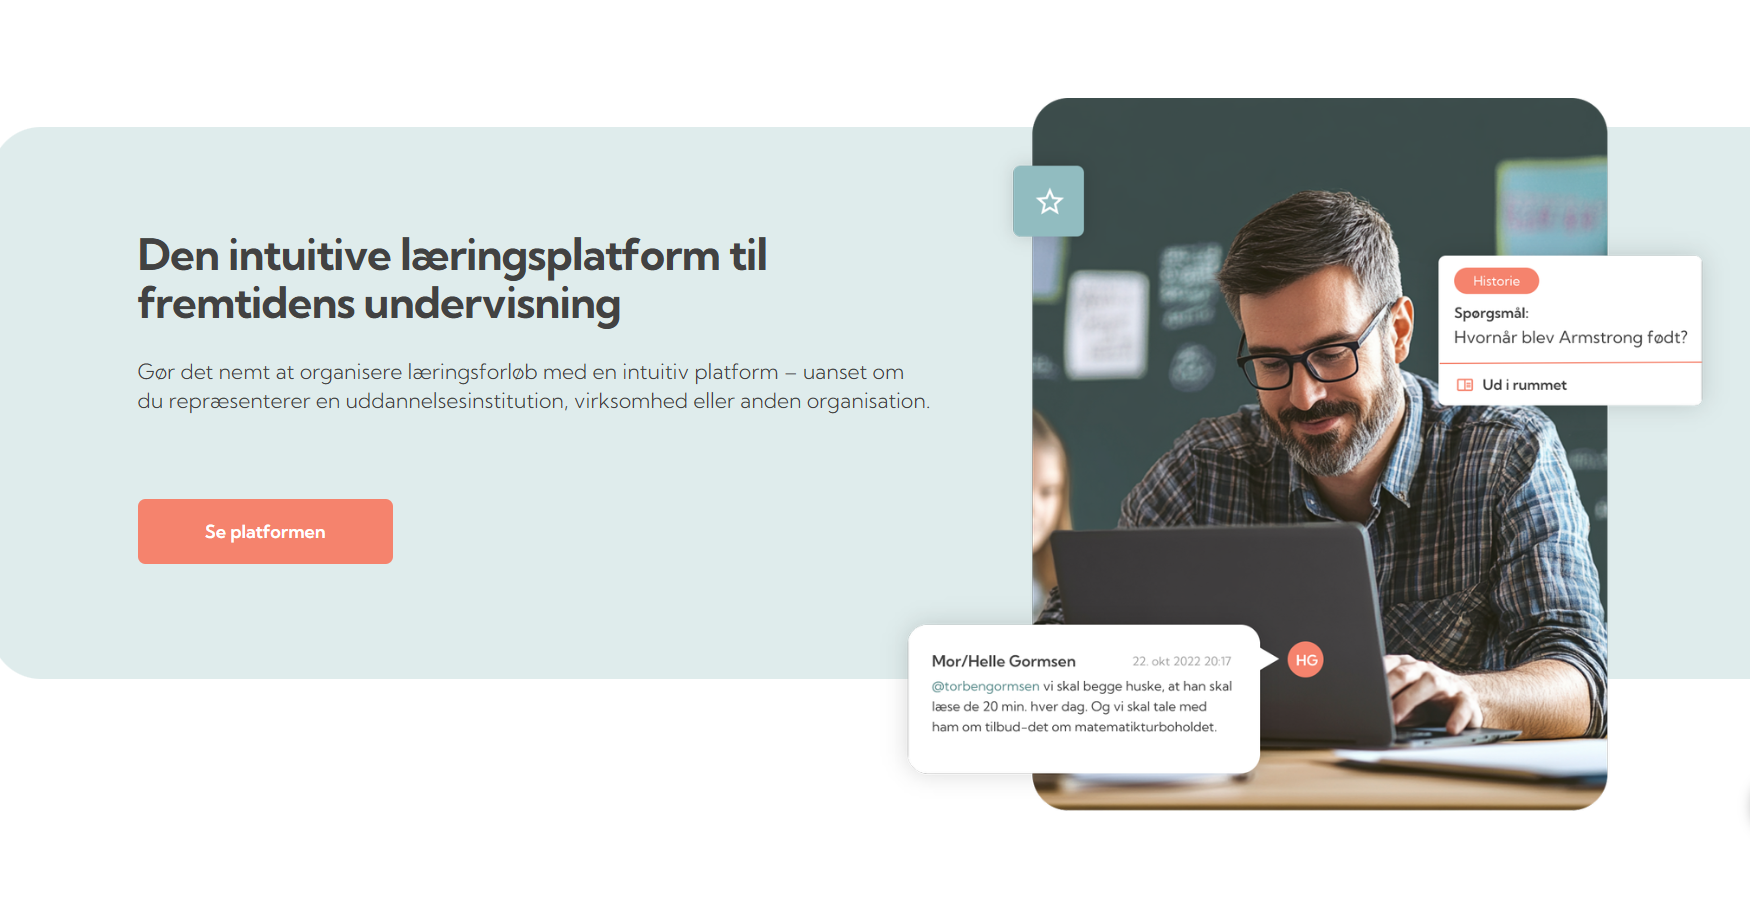 Den intuitive læringsplatform til
fremtidens undervisning
Gør det nemt at organisere læringsforløb med en intuitiv platform – uanset om
du repræsenterer en uddannelsesinstitution, virksomhed eller anden organisation.
Se platformen
Historie
Spørgsmål:
Hvornår blev Armstrong født?
Ud i rummet
Mor/Helle Gormsen 22. okt 2022 20:17
@torbengormsen vi skal begge huske, at han skal
læse de 20 min. hver dag. Og vi skal tale med
ham om tilbud-det om matematikturboholdet.
HG